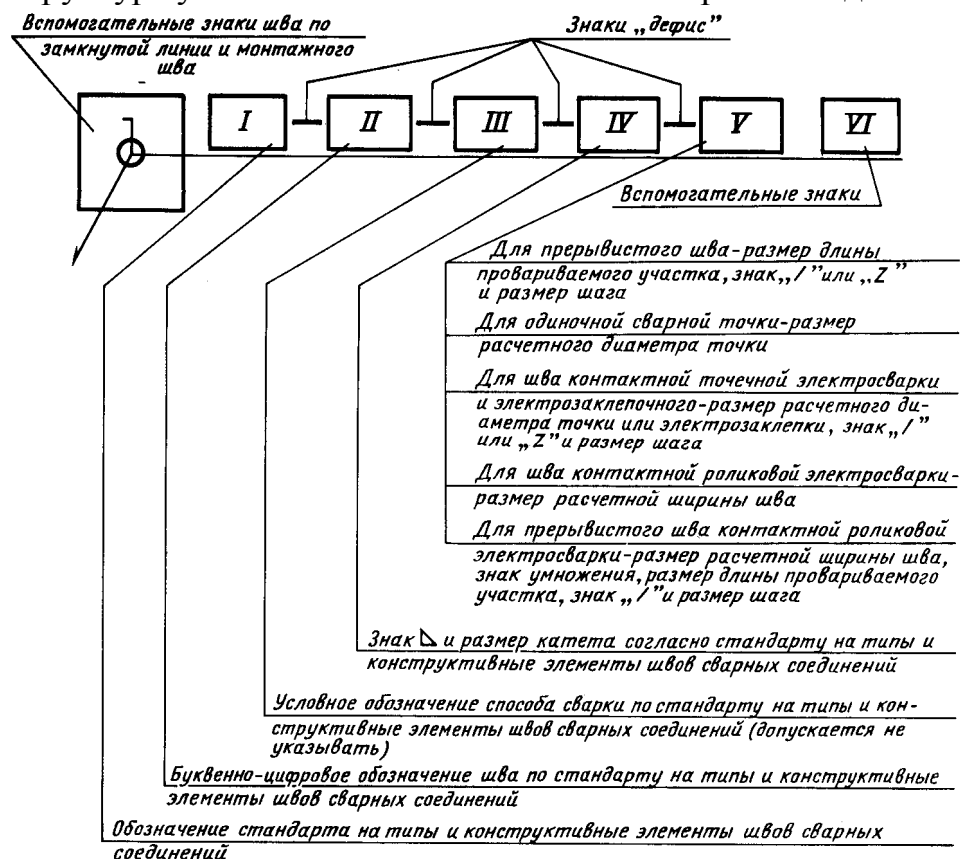 Вспомогательные знаки шва по
замкнутой линии и монтажного
шва
Знаки „дефис”
I
II
III
IV
V
VI
Вспомогательные знаки
Для прерывистого шва-размер длины
провариваемого участка, знак „/” или „Z”
и размер шага
Для одиночной сварной точки-размер
расчетного диаметра точки
Для шва контактной точечной электросварки
и электрозаклепочного-размер расчетного ди-
аметра точки или электрозаклепки, знак „/”
или „Z” и размер шага
Для шва контактной роликовой электросварки-
размер расчетной ширины шва
Для прерывистого шва контактной роликовой
электросварки-размер расчетной ширины шва,
знак умножения, размер длины провариваемого
участка, знак „/” и размер шага
Знак ◺ и размер катета согласно стандарту на типы и
конструктивные элементы швов сварных соединений
Условное обозначение способа сварки по стандарту на типы и кон-
структивные элементы швов сварных соединений (допускается не
указывать)
Буквенно-цифровое обозначение шва по стандарту на типы и конструктивные
элементы швов сварных соединений
Обозначение стандарта на типы и конструктивные элементы швов сварных
соединений